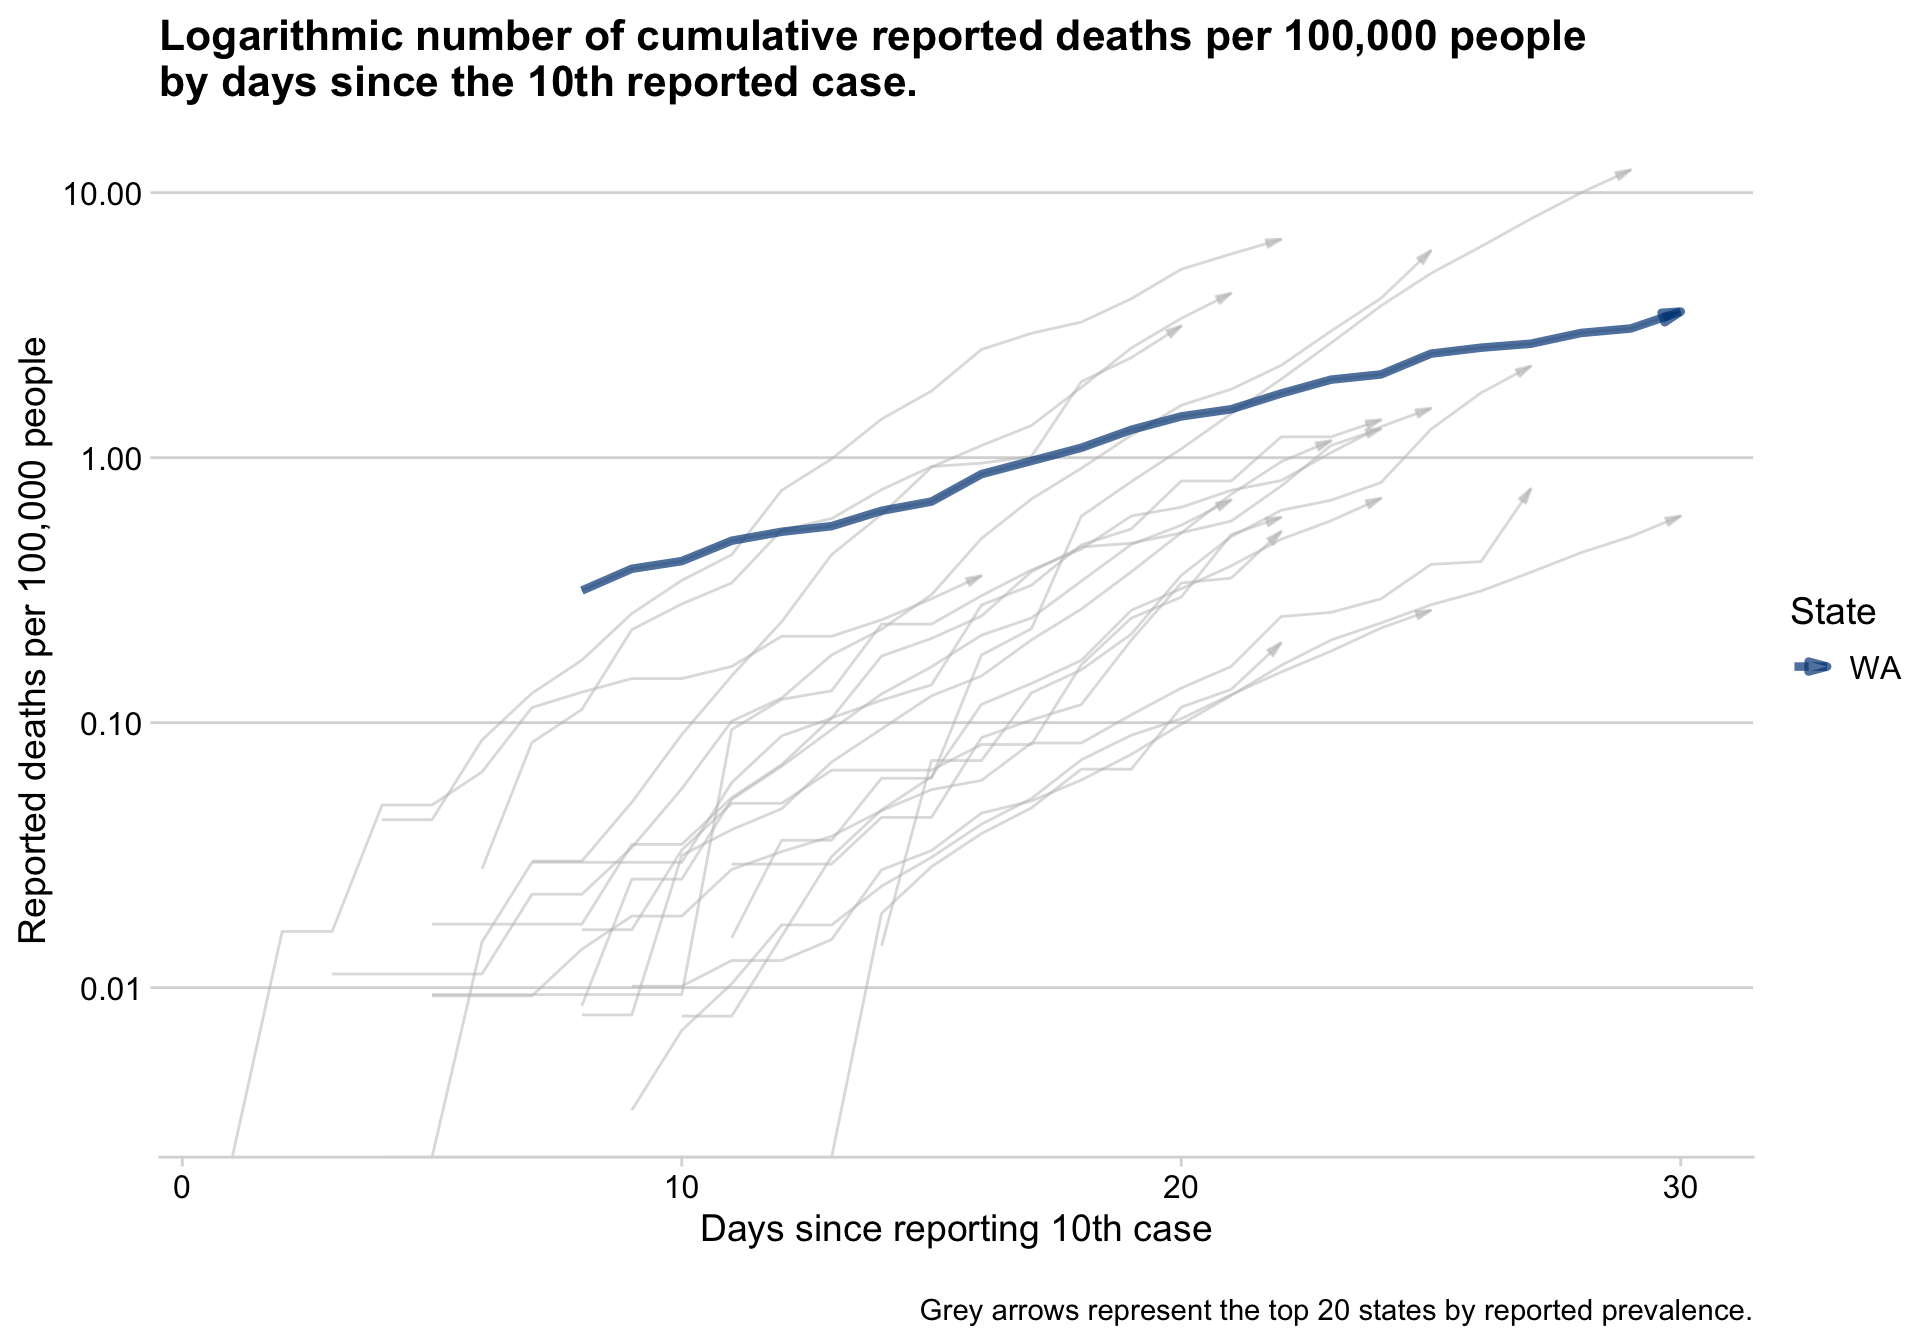 Logarithmic number of cumulative reported deaths per 100,000 people
by days since the 10th reported case.
Reported deaths per 100,000 people
10.00
1.00
0.10
0.01
0
10
20
30
Days since reporting 10th case
State
WA
Grey arrows represent the top 20 states by reported prevalence.